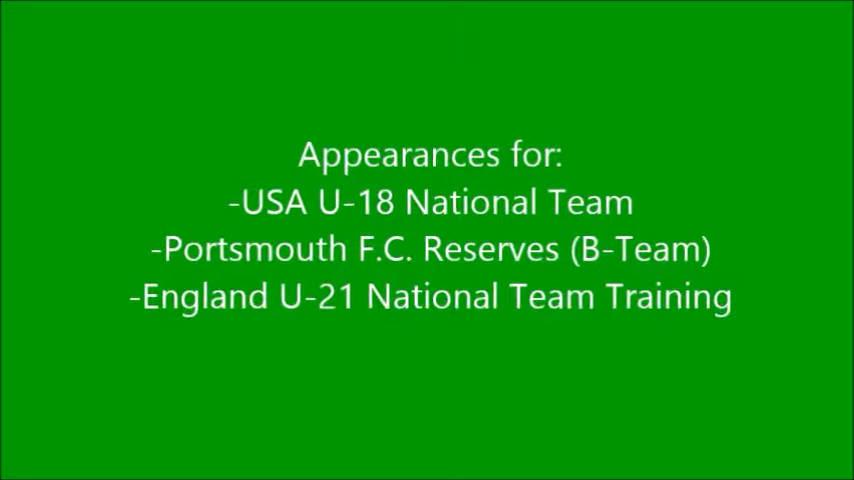 Appearances for:
-USA U-18 National Team
-Portsmouth F.C. Reserves (B-Team)
-England U-21 National Team Training